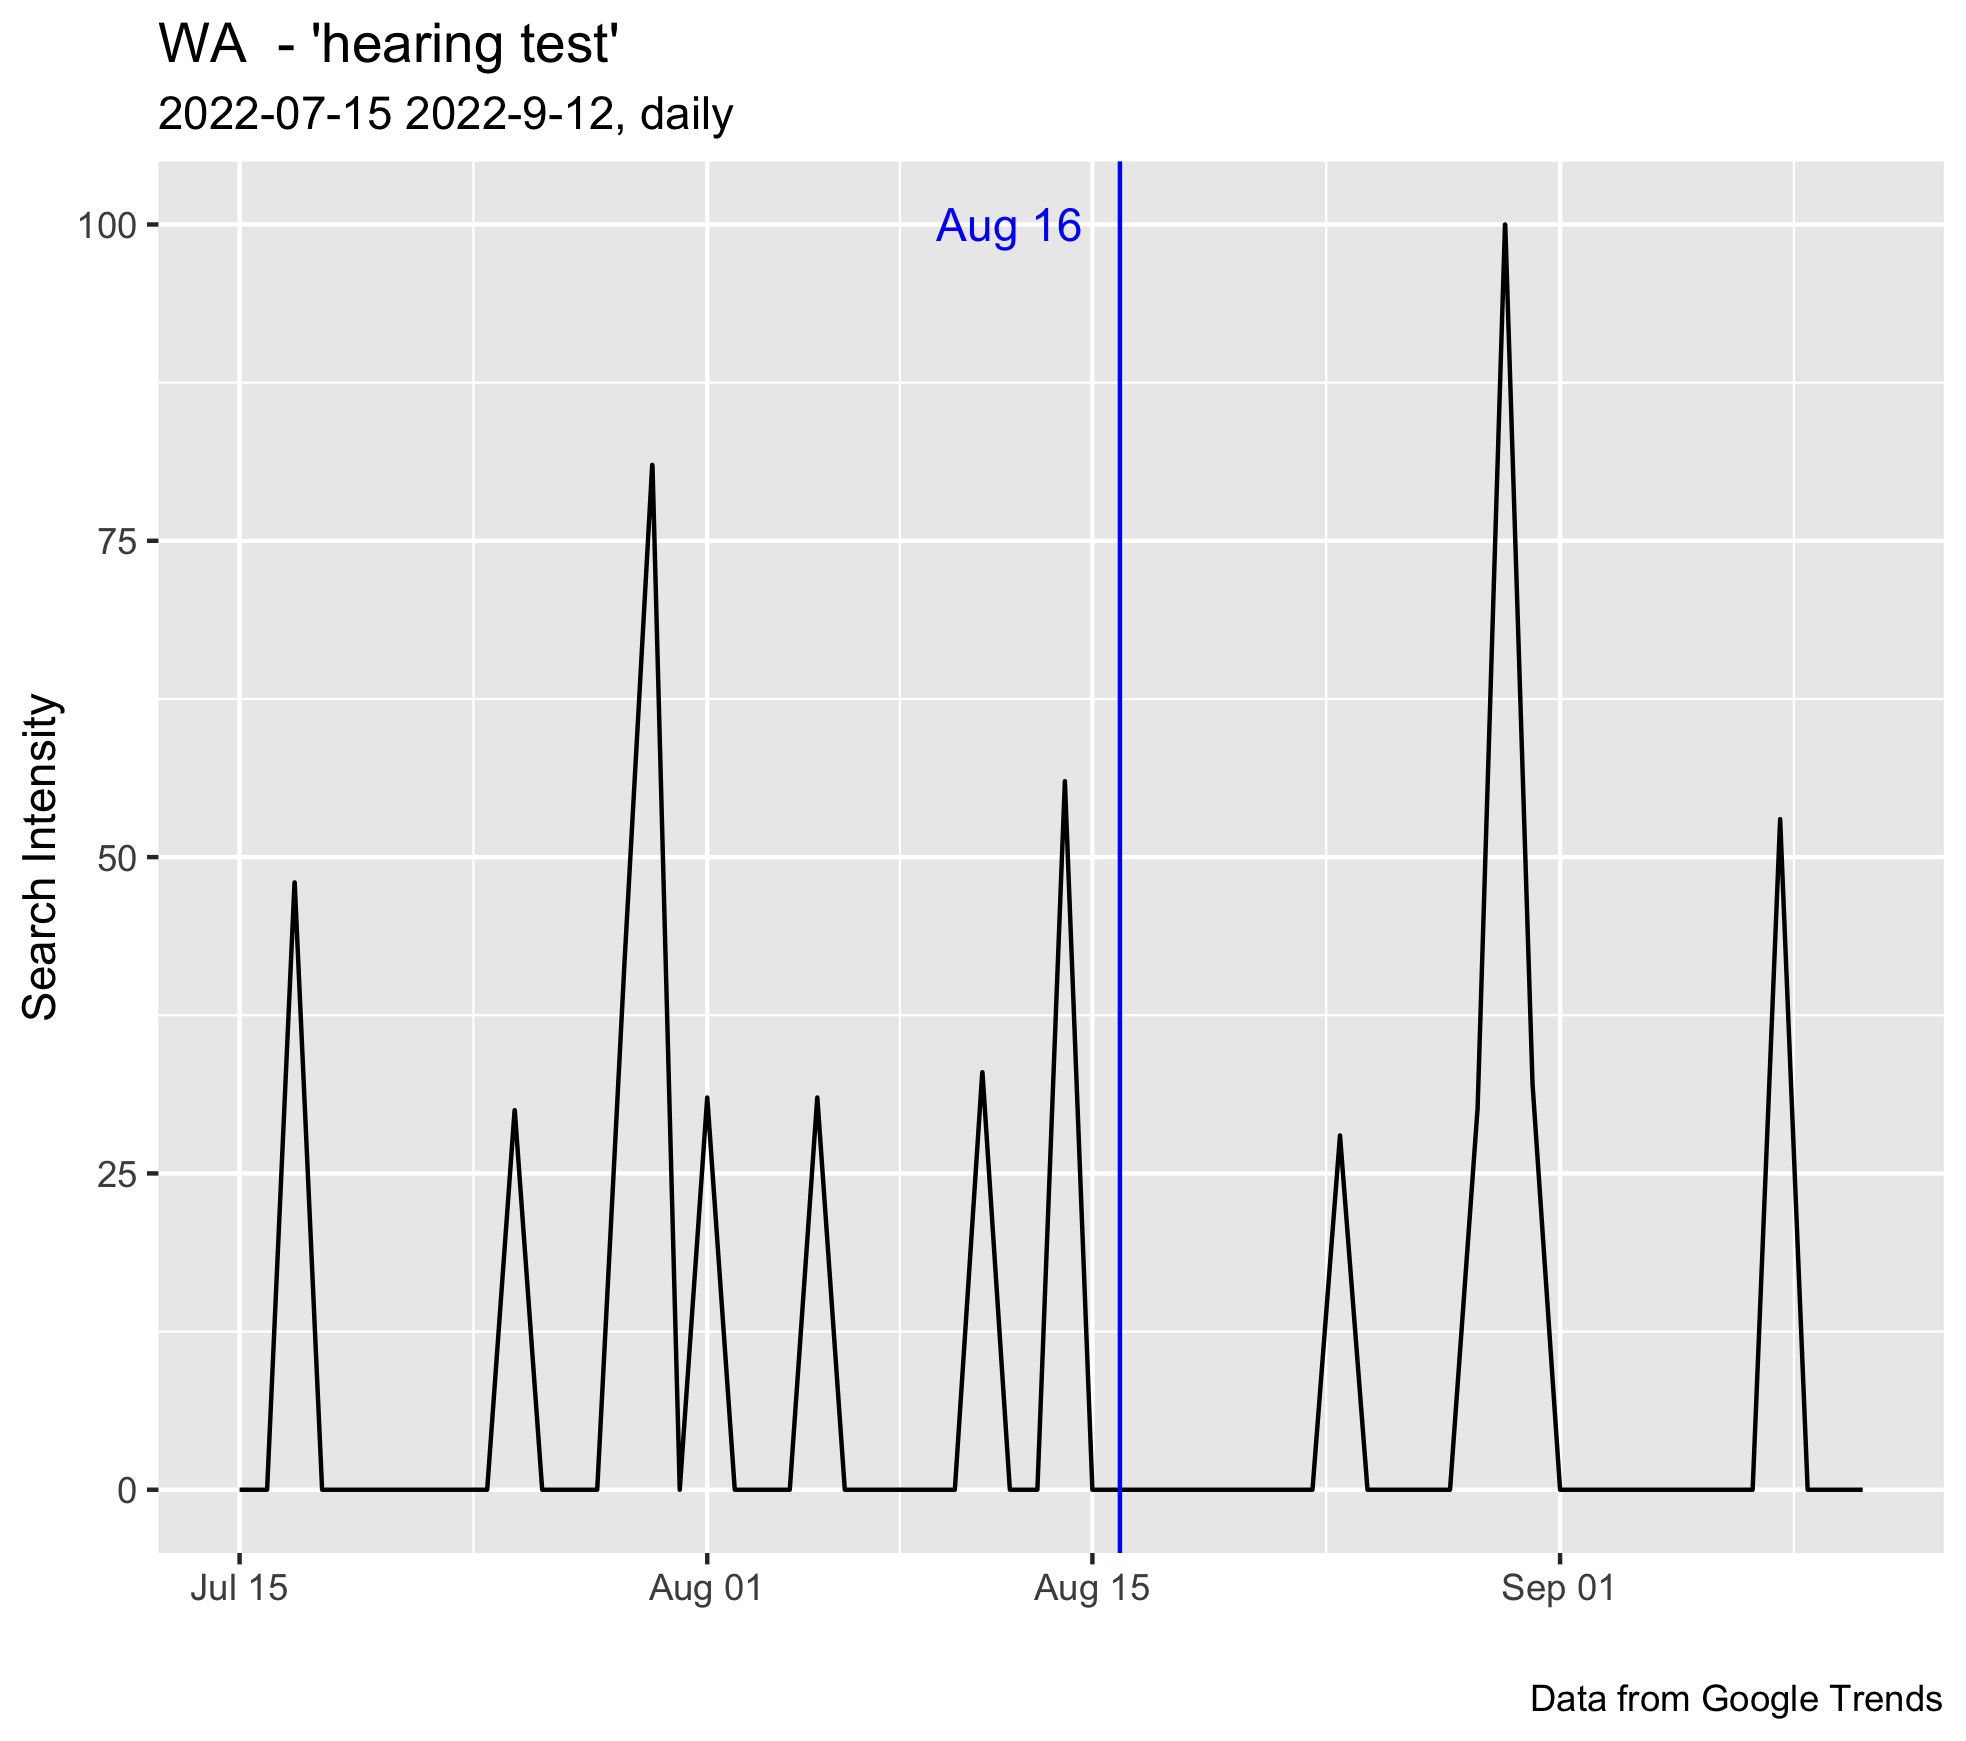 WA  - 'hearing test'
2022-07-15 2022-9-12, daily
Aug 16
100
75
50
25
0
Search Intensity
Jul 15
Aug 01
Aug 15
Sep 01
Data from Google Trends